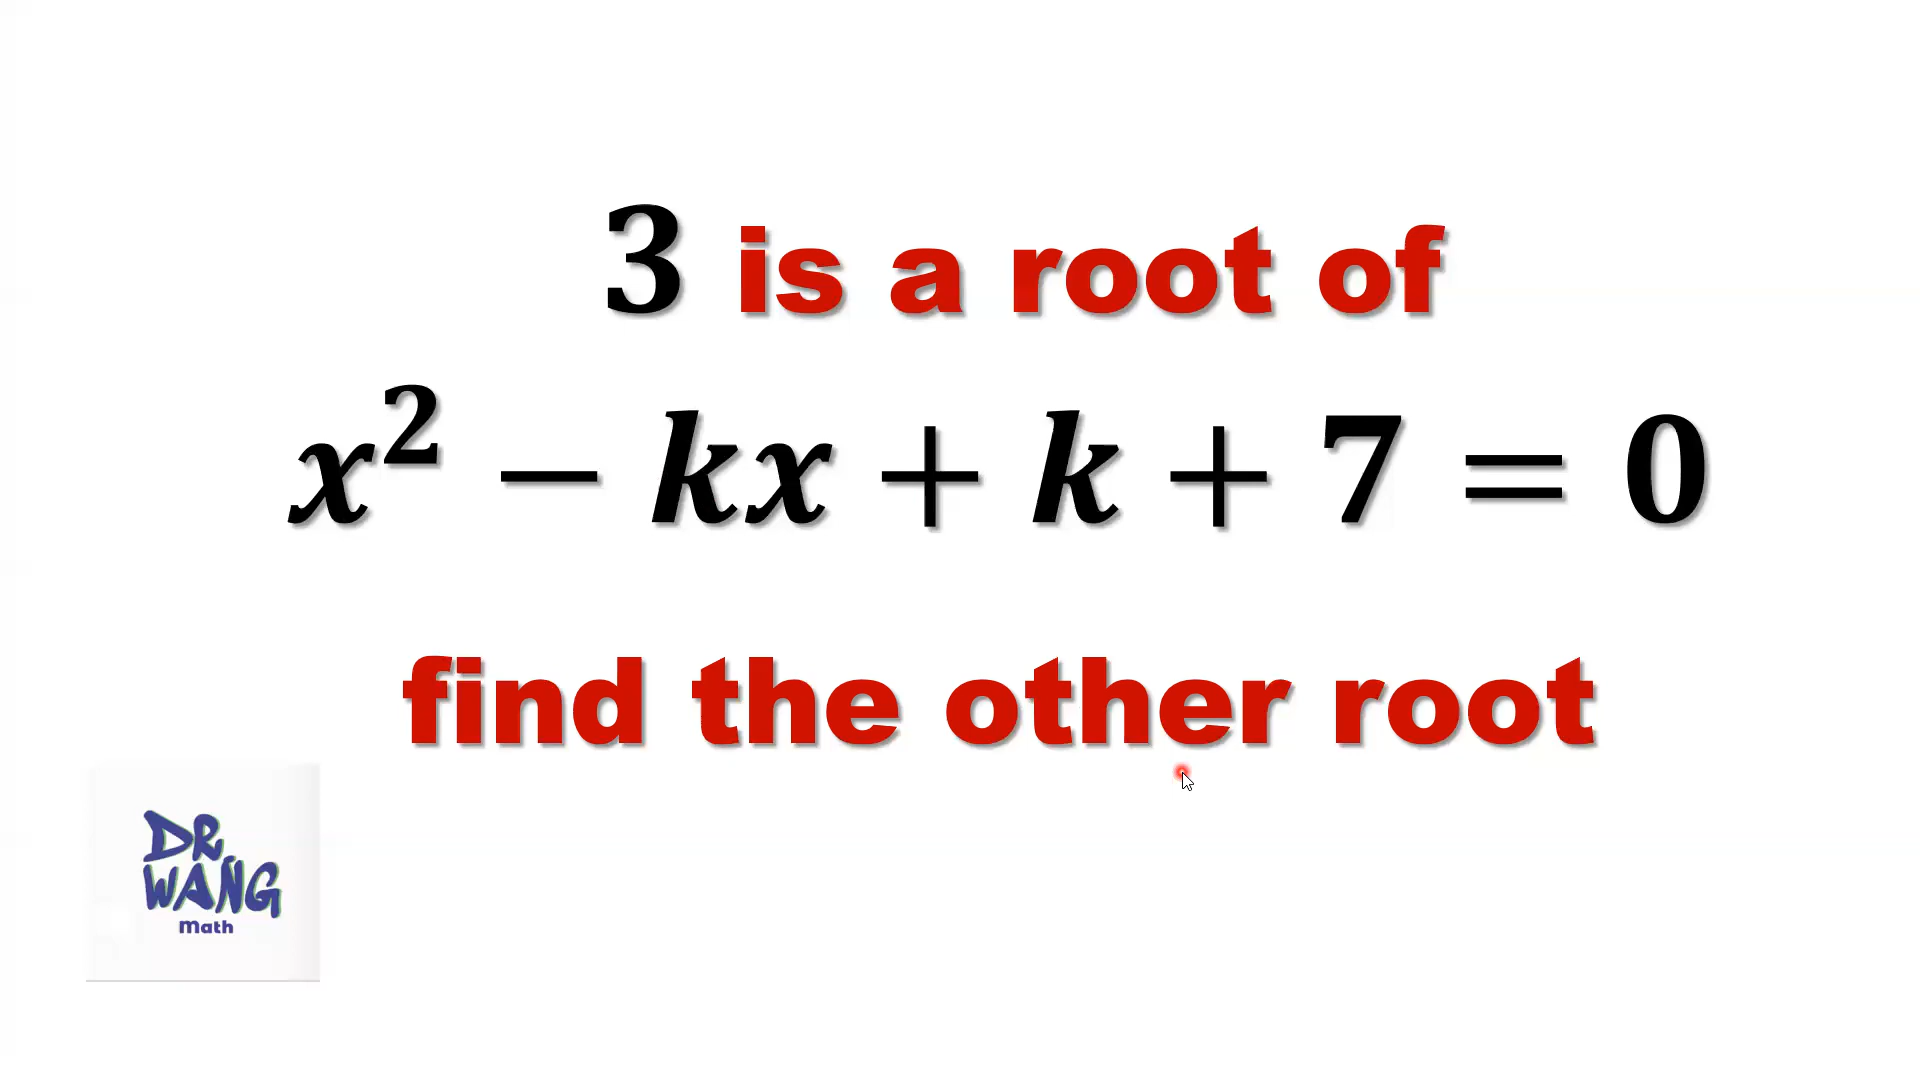 3 is a root of
x² − kx + k + 7 = 0
find the other root
DR
WANG
math